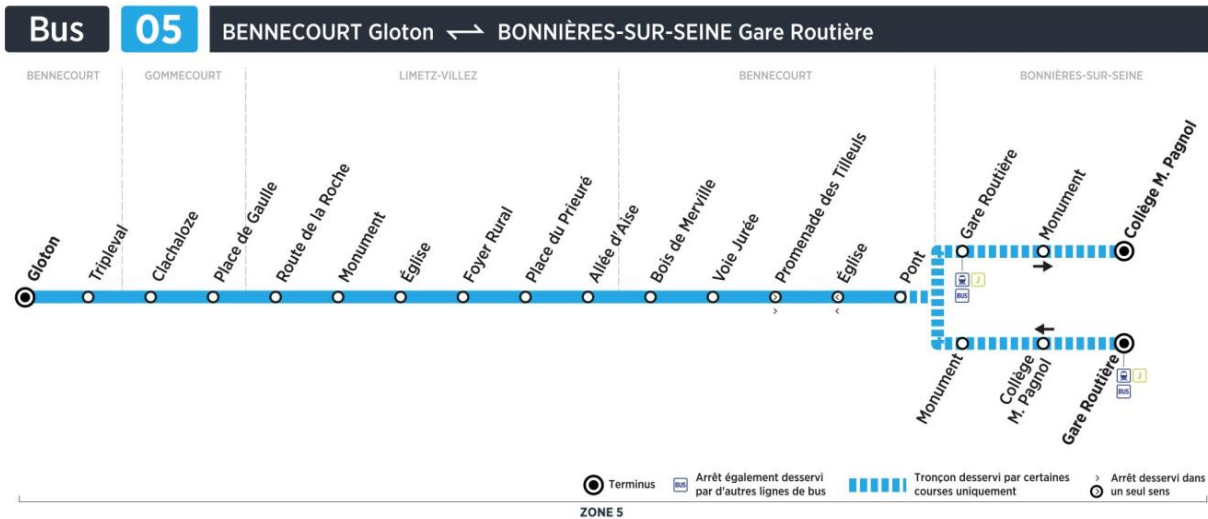 Bus 05 BENNECOURT Gloton ⟷ BONNIÈRES-SUR-SEINE Gare Routière
BENNECOURT
GOMMECOURT
LIMETZ-VILLEZ
BENNECOURT
BONNIÈRES-SUR-SEINE
Gloton
Tripleval
Clachaloze
Place de Gaulle
Route de la Roche
Monument
Église
Foyer Rural
Place du Prieuré
Allée d'Aise
Bois de Merville
Voie Jurée
Promenade des Tilleuls
Église
Pont
Gare Routière
J
BUS
Monument
Collège M. Pagnol
Monument
Collège
M. Pagnol
Gare Routière
J
BUS
Terminus
BUS
Arrêt également desservi
par d'autres lignes de bus
Tronçon desservi par certaines
courses uniquement
Arrêt desservi dans
un seul sens
ZONE 5